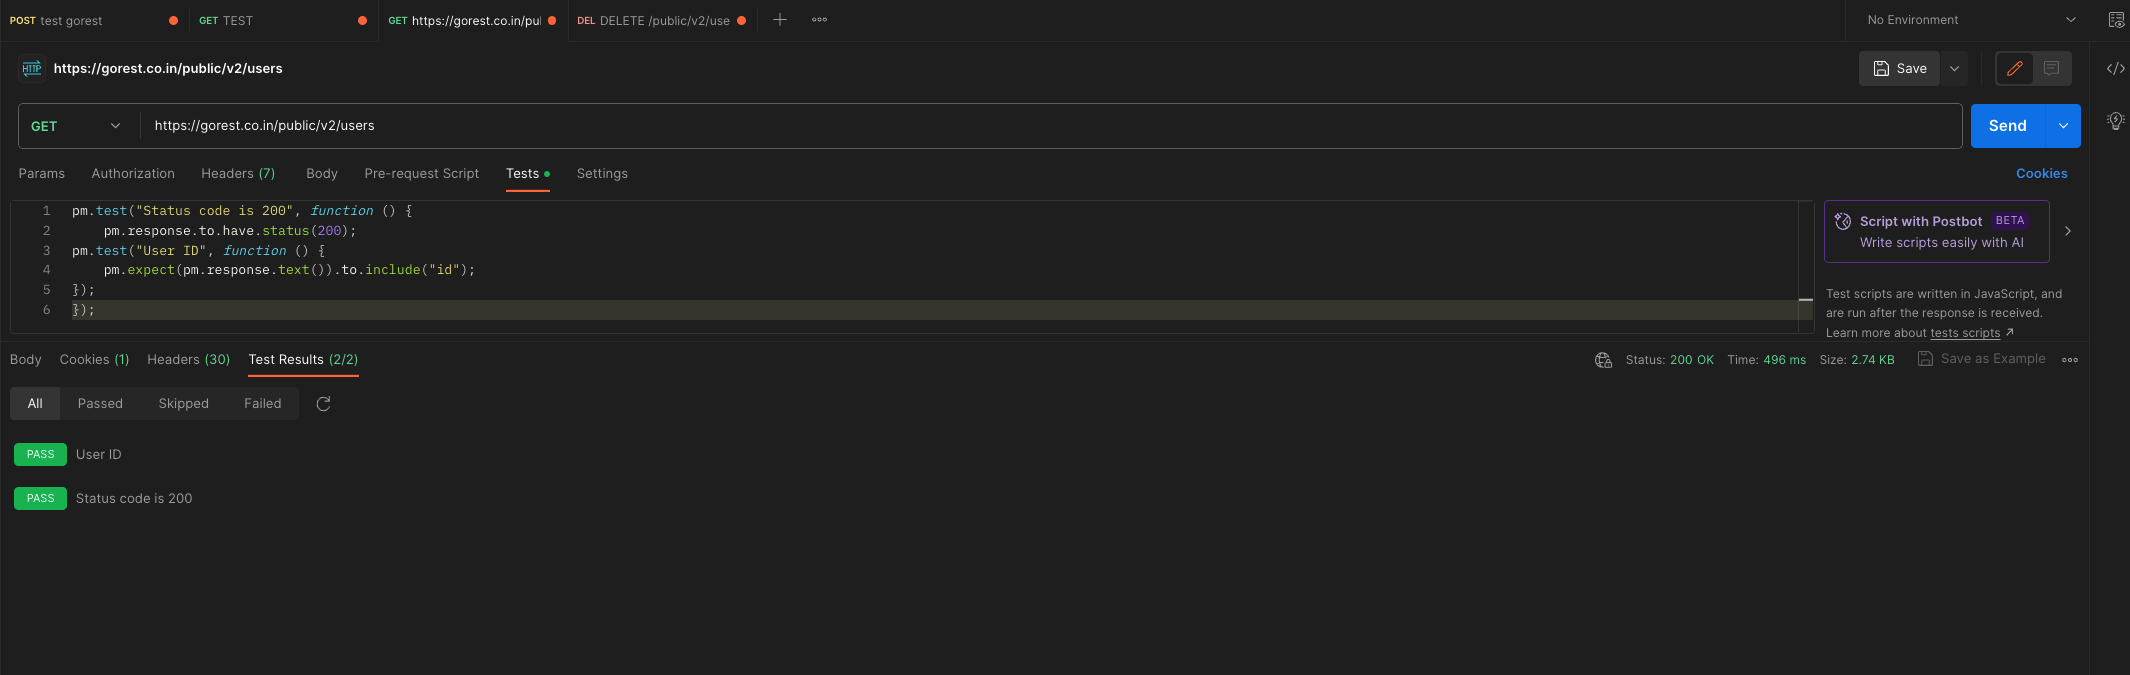 POST test gorest
GET TEST
GET https://gorest.co.in/pul
DEL DELETE /public/v2/use
No Environment
HTTP https://gorest.co.in/public/v2/users
Save
GET https://gorest.co.in/public/v2/users
Send
Params Authorization Headers (7) Body Pre-request Script Tests Settings
Cookies
1 pm.test("Status code is 200", function () {
2     pm.response.to.have.status(200);
3 pm.test("User ID", function () {
4     pm.expect(pm.response.text()).to.include("id");
5 });
6 });
Script with Postbot BETA
Write scripts easily with AI
Test scripts are written in JavaScript, and
are run after the response is received.
Learn more about tests scripts ↗
Body Cookies (1) Headers (30) Test Results (2/2)
Status: 200 OK Time: 496 ms Size: 2.74 KB Save as Example
All Passed Skipped Failed
PASS User ID
PASS Status code is 200